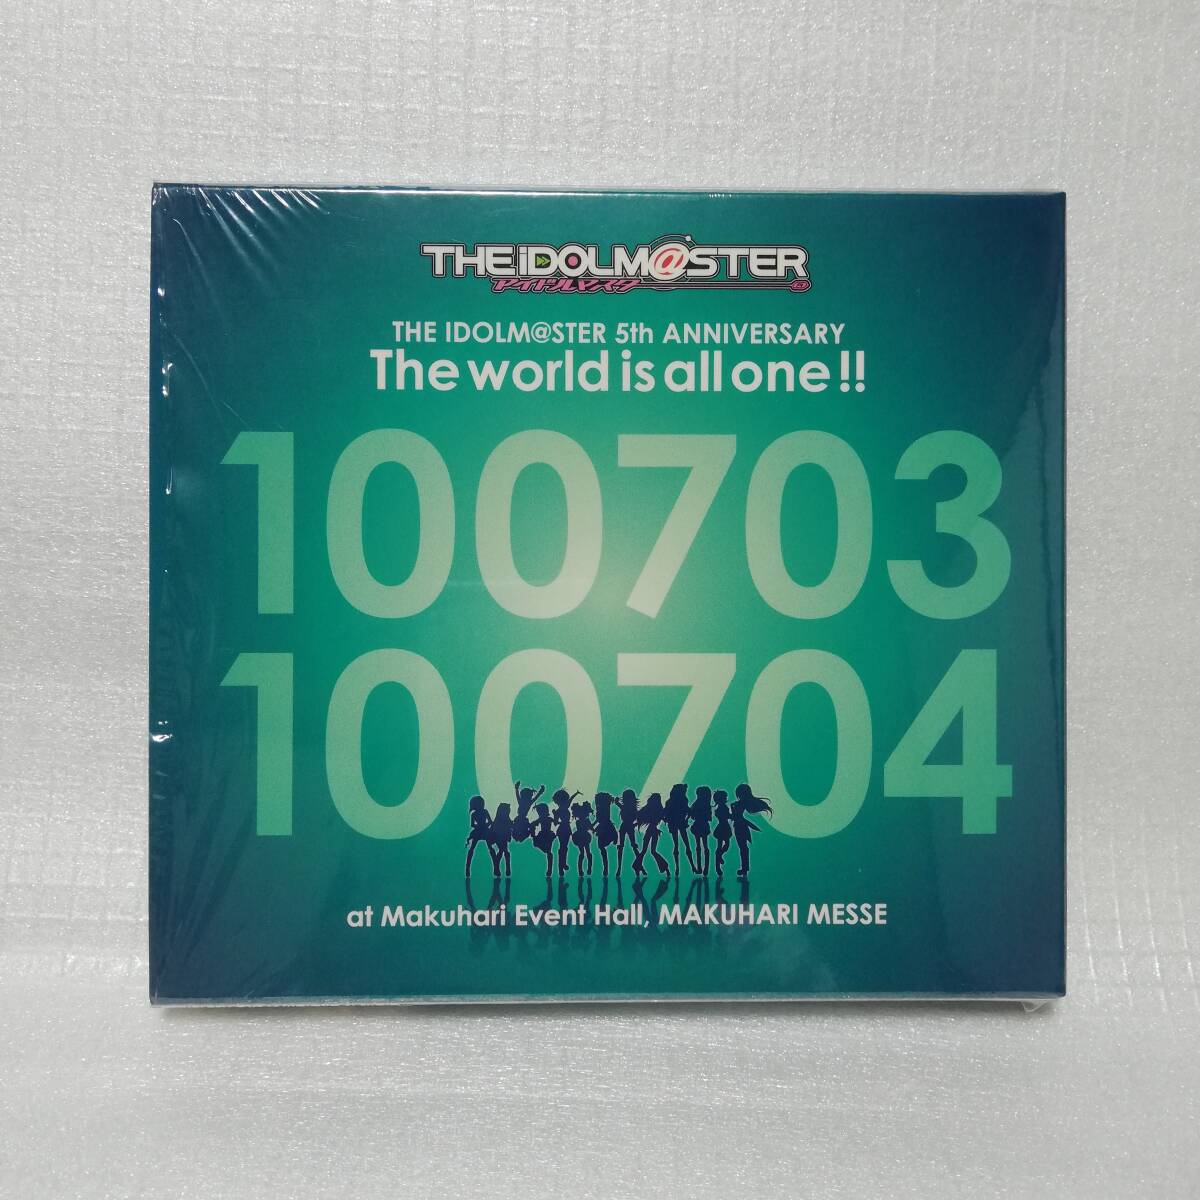 THE iDOLM@STER
アイドルマスター
THE IDOLM@STER 5th ANNIVERSARY
The world is all one !!
100703
100704
at Makuhari Event Hall, MAKUHARI MESSE